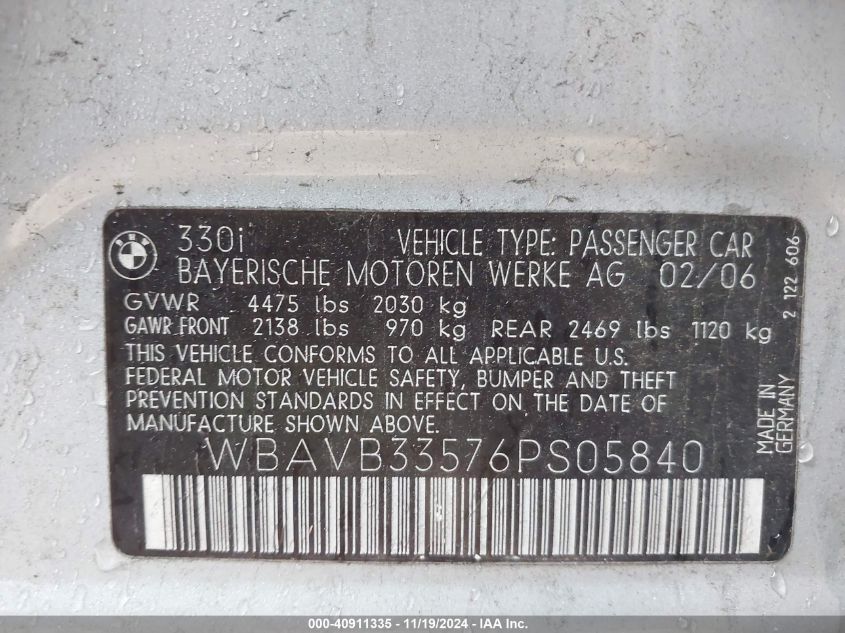 BMW
330i VEHICLE TYPE: PASSENGER CAR
BAYERISCHE MOTOREN WERKE AG 02/06
GVWR 4475 lbs 2030 kg
GAWR FRONT 2138 lbs 970 kg REAR 2469 lbs 1120 kg
THIS VEHICLE CONFORMS TO ALL APPLICABLE U.S.
FEDERAL MOTOR VEHICLE SAFETY, BUMPER AND THEFT
PREVENTION STANDARDS IN EFFECT ON THE DATE OF
MANUFACTURE SHOWN ABOVE.
WBAVB33576PS05840
2 122 606
MADE IN
GERMANY
000-40911335 - 11/19/2024 - IAA Inc.